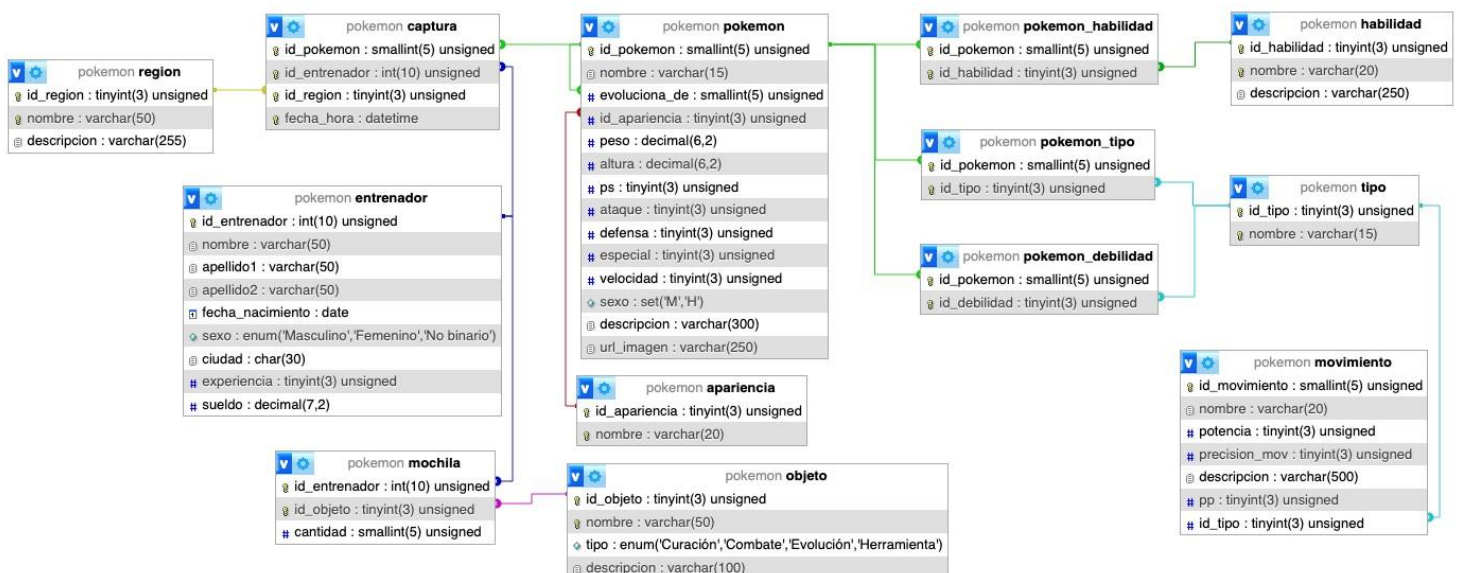 pokemon region
id_region : tinyint(3) unsigned
nombre : varchar(50)
descripcion : varchar(255)
pokemon captura
id_pokemon : smallint(5) unsigned
id_entrenador : int(10) unsigned
id_region : tinyint(3) unsigned
fecha_hora : datetime
pokemon entrenador
id_entrenador : int(10) unsigned
nombre : varchar(50)
apellido1 : varchar(50)
apellido2 : varchar(50)
fecha_nacimiento : date
sexo : enum('Masculino','Femenino','No binario')
ciudad : char(30)
experiencia : tinyint(3) unsigned
sueldo : decimal(7,2)
pokemon mochila
id_entrenador : int(10) unsigned
id_objeto : tinyint(3) unsigned
cantidad : smallint(5) unsigned
pokemon pokemon
id_pokemon : smallint(5) unsigned
nombre : varchar(15)
evoluciona_de : smallint(5) unsigned
id_apariencia : tinyint(3) unsigned
peso : decimal(6,2)
altura : decimal(6,2)
ps : tinyint(3) unsigned
ataque : tinyint(3) unsigned
defensa : tinyint(3) unsigned
especial : tinyint(3) unsigned
velocidad : tinyint(3) unsigned
sexo : set('M','H')
descripcion : varchar(300)
url_imagen : varchar(250)
pokemon apariencia
id_apariencia : tinyint(3) unsigned
nombre : varchar(20)
pokemon objeto
id_objeto : tinyint(3) unsigned
nombre : varchar(50)
tipo : enum('Curación','Combate','Evolución','Herramienta')
descripcion : varchar(100)
pokemon pokemon_habilidad
id_pokemon : smallint(5) unsigned
id_habilidad : tinyint(3) unsigned
pokemon pokemon_tipo
id_pokemon : smallint(5) unsigned
id_tipo : tinyint(3) unsigned
pokemon pokemon_debilidad
id_pokemon : smallint(5) unsigned
id_debilidad : tinyint(3) unsigned
pokemon habilidad
id_habilidad : tinyint(3) unsigned
nombre : varchar(20)
descripcion : varchar(250)
pokemon tipo
id_tipo : tinyint(3) unsigned
nombre : varchar(15)
pokemon movimiento
id_movimiento : smallint(5) unsigned
nombre : varchar(20)
potencia : tinyint(3) unsigned
precision_mov : tinyint(3) unsigned
descripcion : varchar(500)
pp : tinyint(3) unsigned
id_tipo : tinyint(3) unsigned